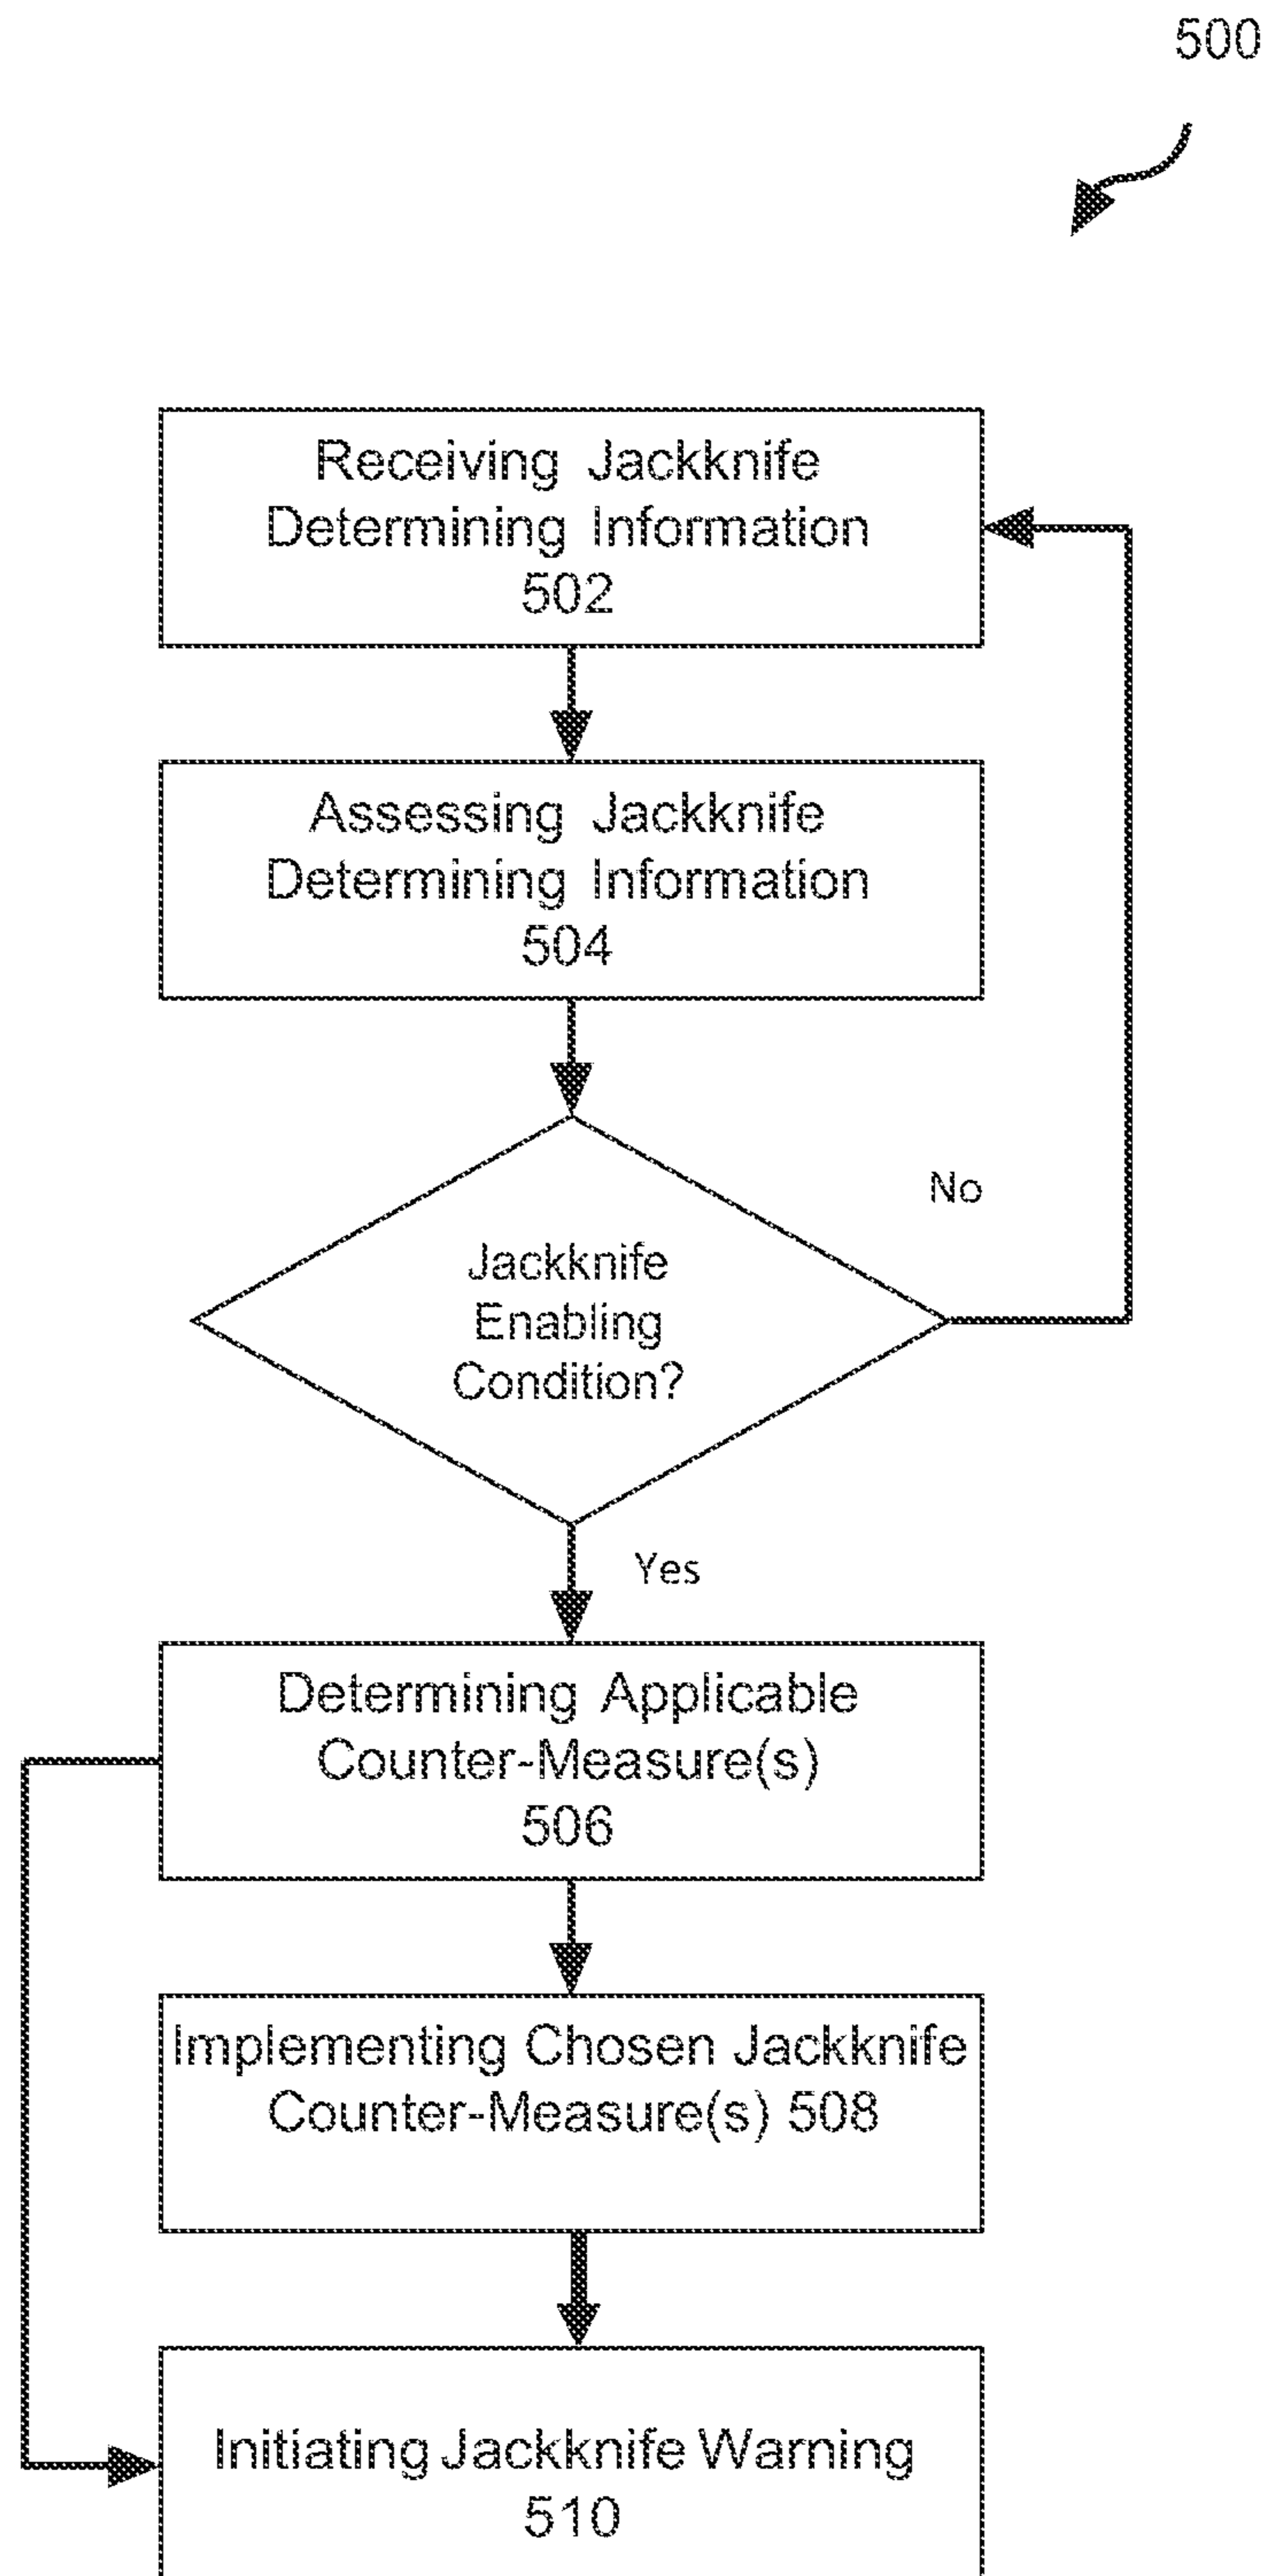 500
Receiving Jackknife
Determining Information
502
Assessing Jackknife
Determining Information
504
No
Jackknife
Enabling
Condition?
Yes
Determining Applicable
Counter-Measure(s)
506
Implementing Chosen Jackknife
Counter-Measure(s) 508
Initiating Jackknife Warning
510